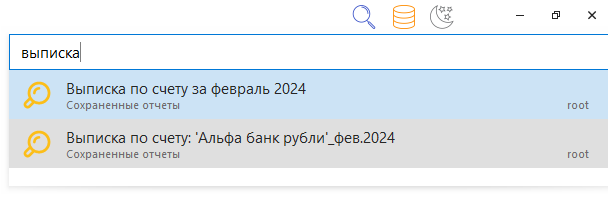 выписка
Выписка по счету за февраль 2024
Сохраненные отчеты root
Выписка по счету: 'Альфа банк рубли'_фев.2024
Сохраненные отчеты root